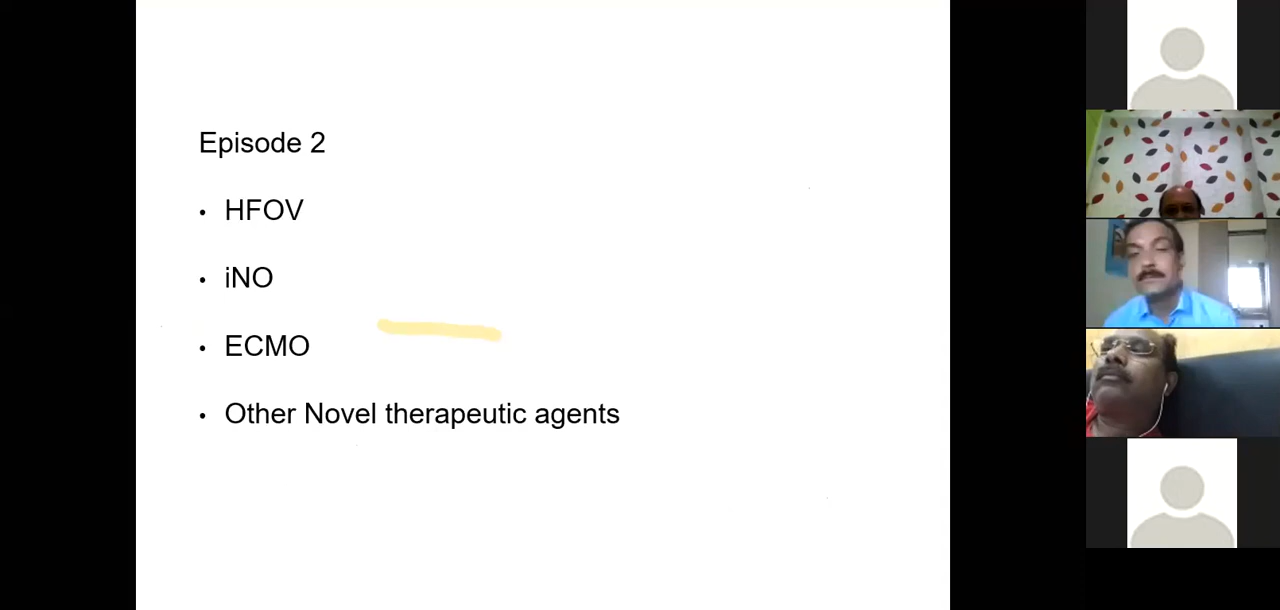 Episode 2
• HFOV
• iNO
• ECMO
• Other Novel therapeutic agents